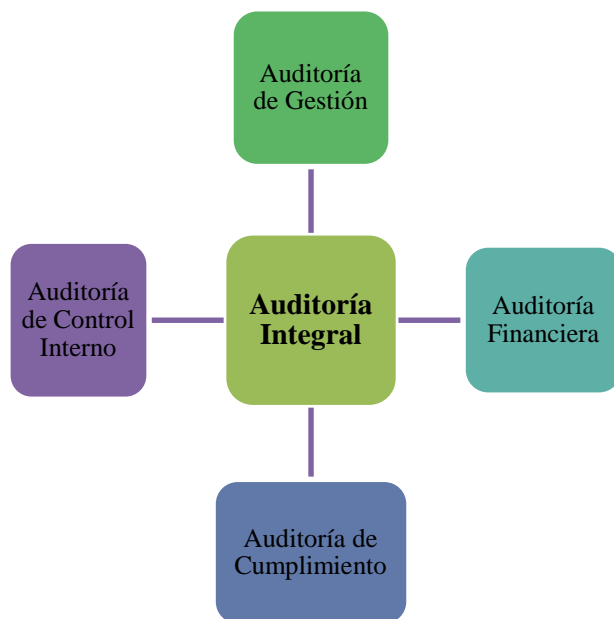 Auditoría
de Gestión
Auditoría
de Control
Interno
Auditoría
Integral
Auditoría
Financiera
Auditoría de
Cumplimiento